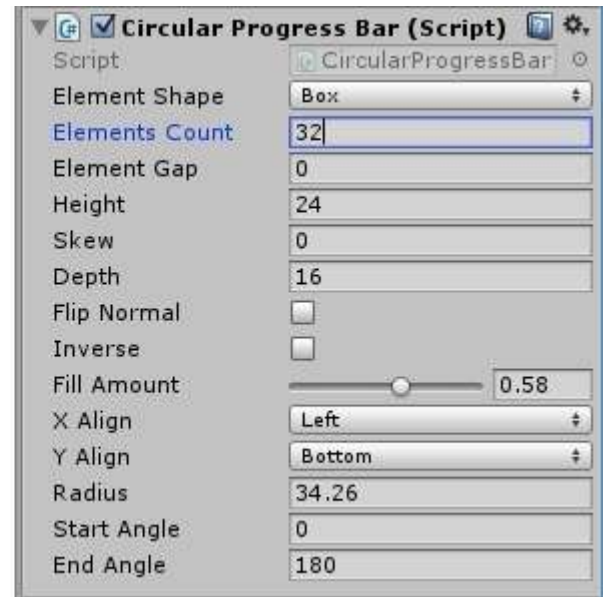 Circular Progress Bar (Script)
Script CircularProgressBar
Element Shape Box
Elements Count 32
Element Gap 0
Height 24
Skew 0
Depth 16
Flip Normal
Inverse
Fill Amount 0.58
X Align Left
Y Align Bottom
Radius 34.26
Start Angle 0
End Angle 180